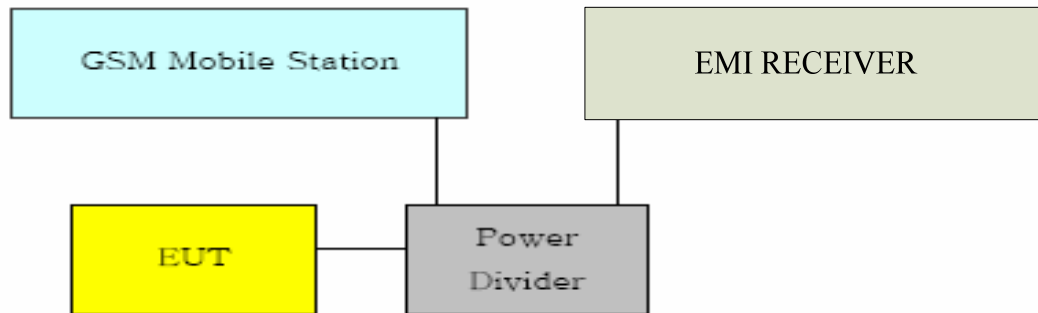 GSM Mobile Station
EMI RECEIVER
EUT
Power
Divider